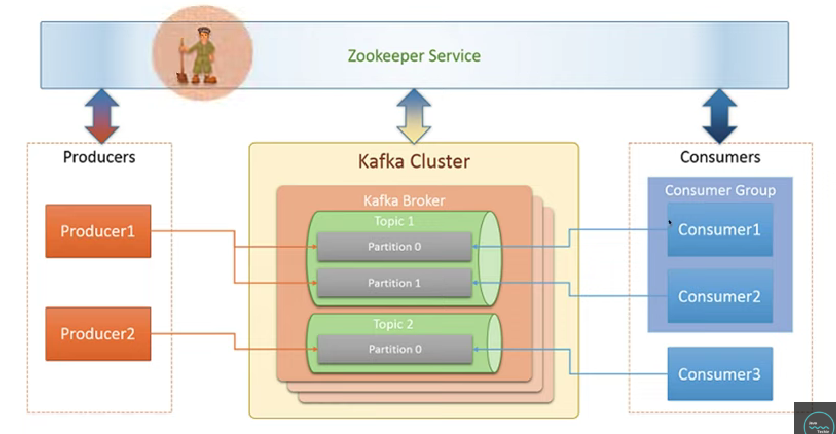 Zookeeper Service
Producers
Kafka Cluster
Consumers
Kafka Broker
Consumer Group
Topic 1
Producer1
Partition 0
Consumer1
Partition 1
Consumer2
Topic 2
Producer2
Partition 0
Consumer3